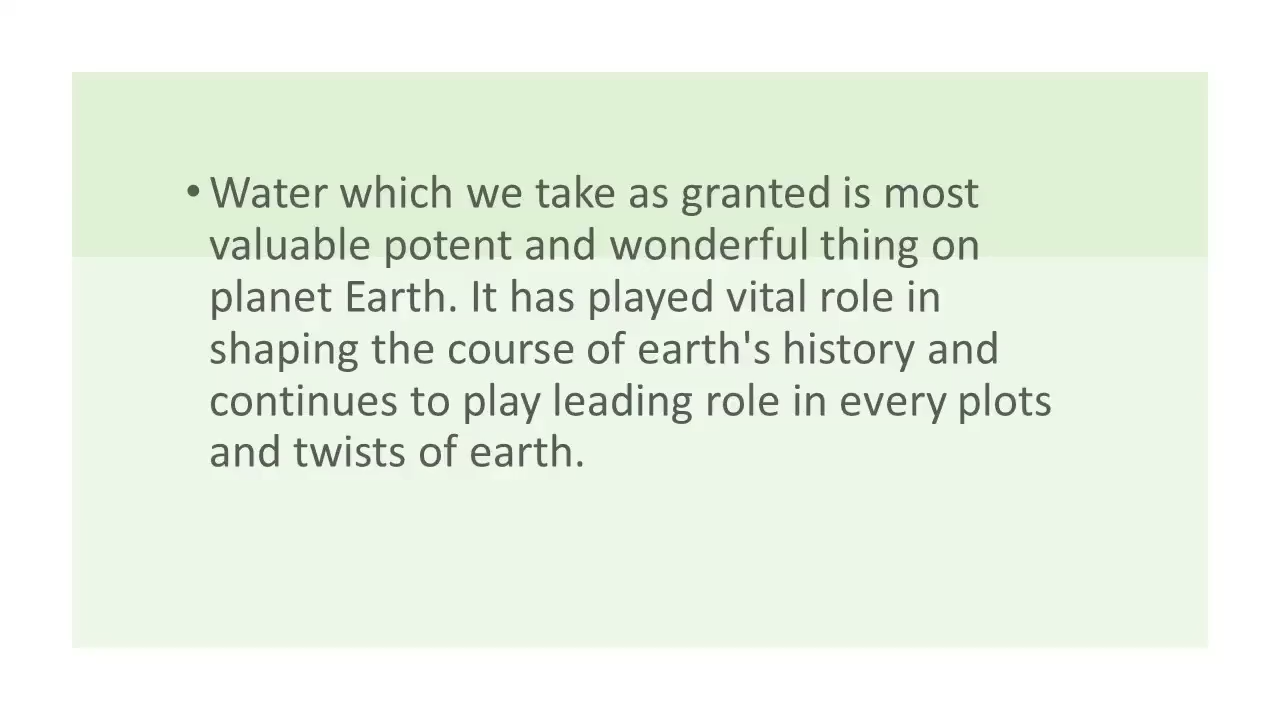 • Water which we take as granted is most
valuable potent and wonderful thing on
planet Earth. It has played vital role in
shaping the course of earth's history and
continues to play leading role in every plots
and twists of earth.